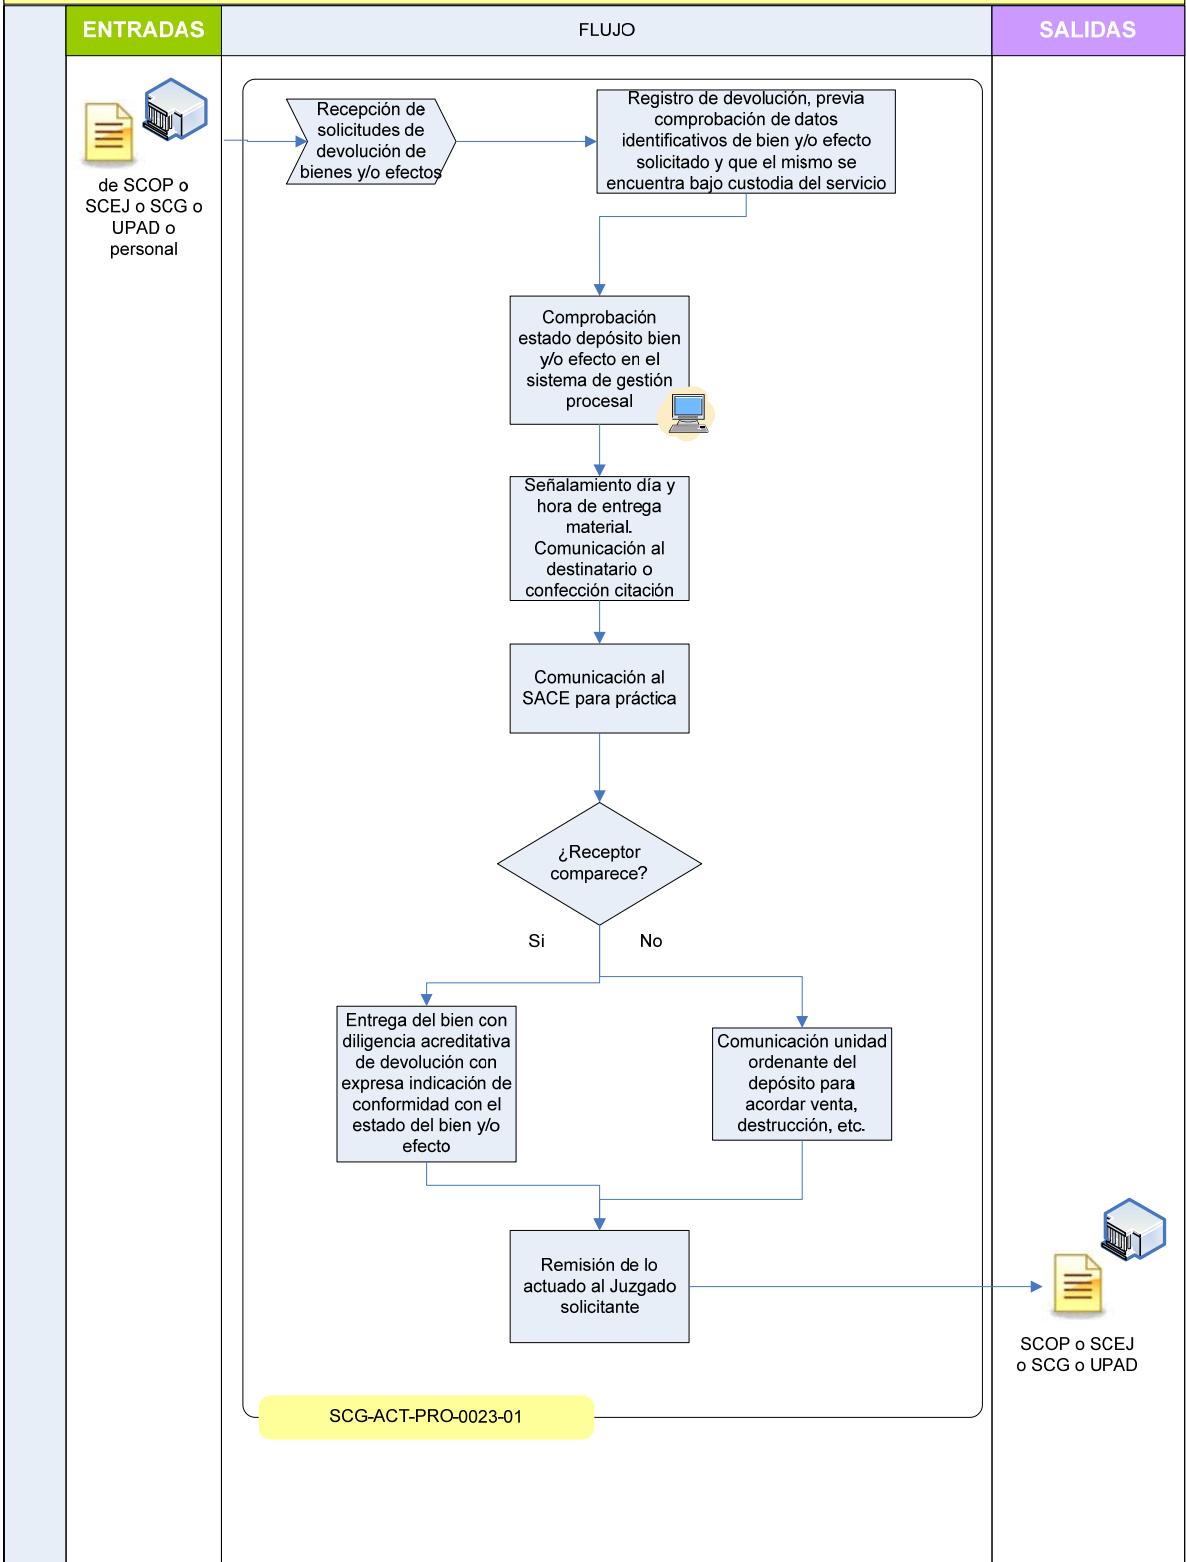 ENTRADAS
FLUJO
SALIDAS
de SCOP o
SCEJ o SCG o
UPAD o
personal
Recepción de
solicitudes de
devolución de
bienes y/o efectos
Registro de devolución, previa
comprobación de datos
identificativos de bien y/o efecto
solicitado y que el mismo se
encuentra bajo custodia del servicio
Comprobación
estado depósito bien
y/o efecto en el
sistema de gestión
procesal
Señalamiento día y
hora de entrega
material.
Comunicación al
destinatario o
confección citación
Comunicación al
SACE para práctica
¿Receptor
comparece?
Si
No
Entrega del bien con
diligencia acreditativa
de devolución con
expresa indicación de
conformidad con el
estado del bien y/o
efecto
Comunicación unidad
ordenante del
depósito para
acordar venta,
destrucción, etc.
Remisión de lo
actuado al Juzgado
solicitante
SCOP o SCEJ
o SCG o UPAD
SCG-ACT-PRO-0023-01